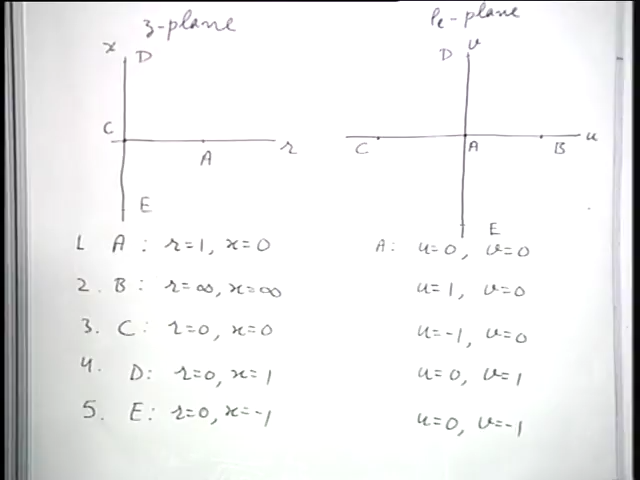 z-plane
Γe-plane
x D
D v
C
A
r
C
A
B
u
E
E
1. A: r=1, x=0
A: u=0, v=0
2. B: r=∞, x=∞
u=1, v=0
3. C: r=0, x=0
u=-1, v=0
4. D: r=0, x=1
u=0, v=1
5. E: r=0, x=-1
u=0, v=-1